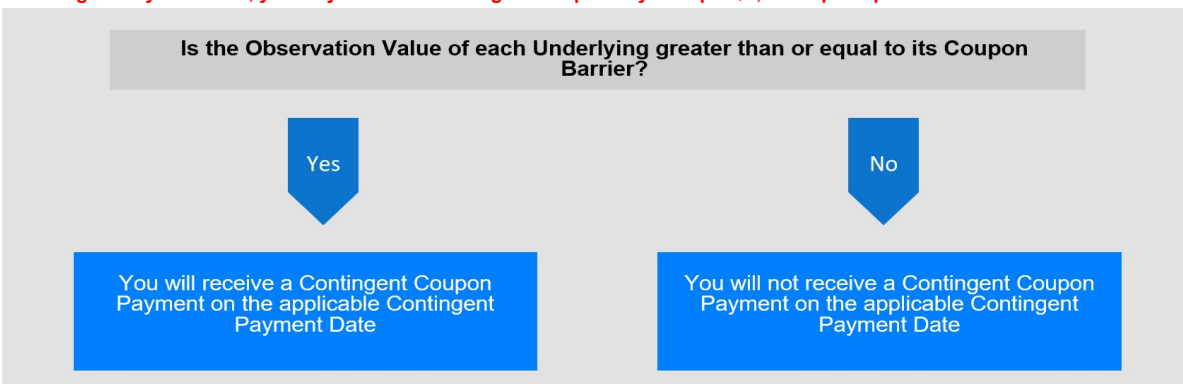 Is the Observation Value of each Underlying greater than or equal to its Coupon
Barrier?
Yes
No
You will receive a Contingent Coupon
Payment on the applicable Contingent
Payment Date
You will not receive a Contingent Coupon
Payment on the applicable Contingent
Payment Date